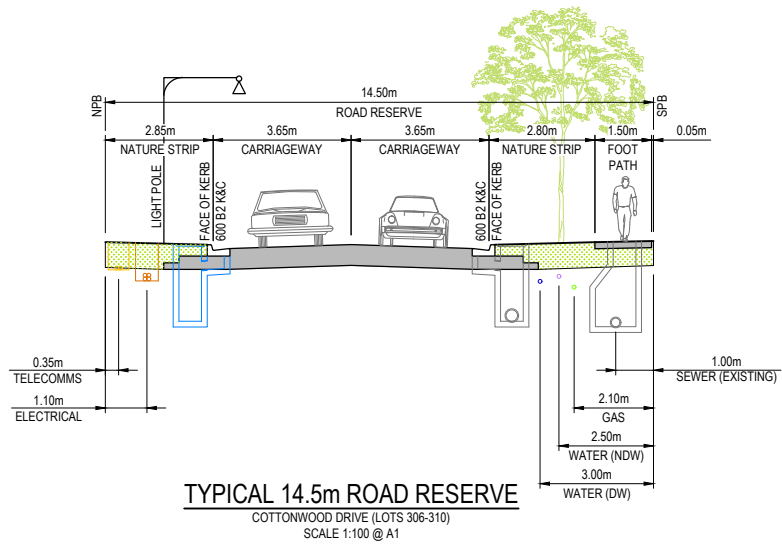 NPB
14.50m
ROAD RESERVE
SPB
2.85m
NATURE STRIP
3.65m
CARRIAGEWAY
3.65m
CARRIAGEWAY
2.80m
NATURE STRIP
1.50m
FOOT
PATH
0.05m
LIGHT POLE
FACE OF KERB
600 B2 K&C
600 B2 K&C
FACE OF KERB
0.35m
TELECOMMS
1.10m
ELECTRICAL
1.00m
SEWER (EXISTING)
2.10m
GAS
2.50m
WATER (NDW)
3.00m
WATER (DW)
TYPICAL 14.5m ROAD RESERVE
COTTONWOOD DRIVE (LOTS 306-310)
SCALE 1:100 @ A1